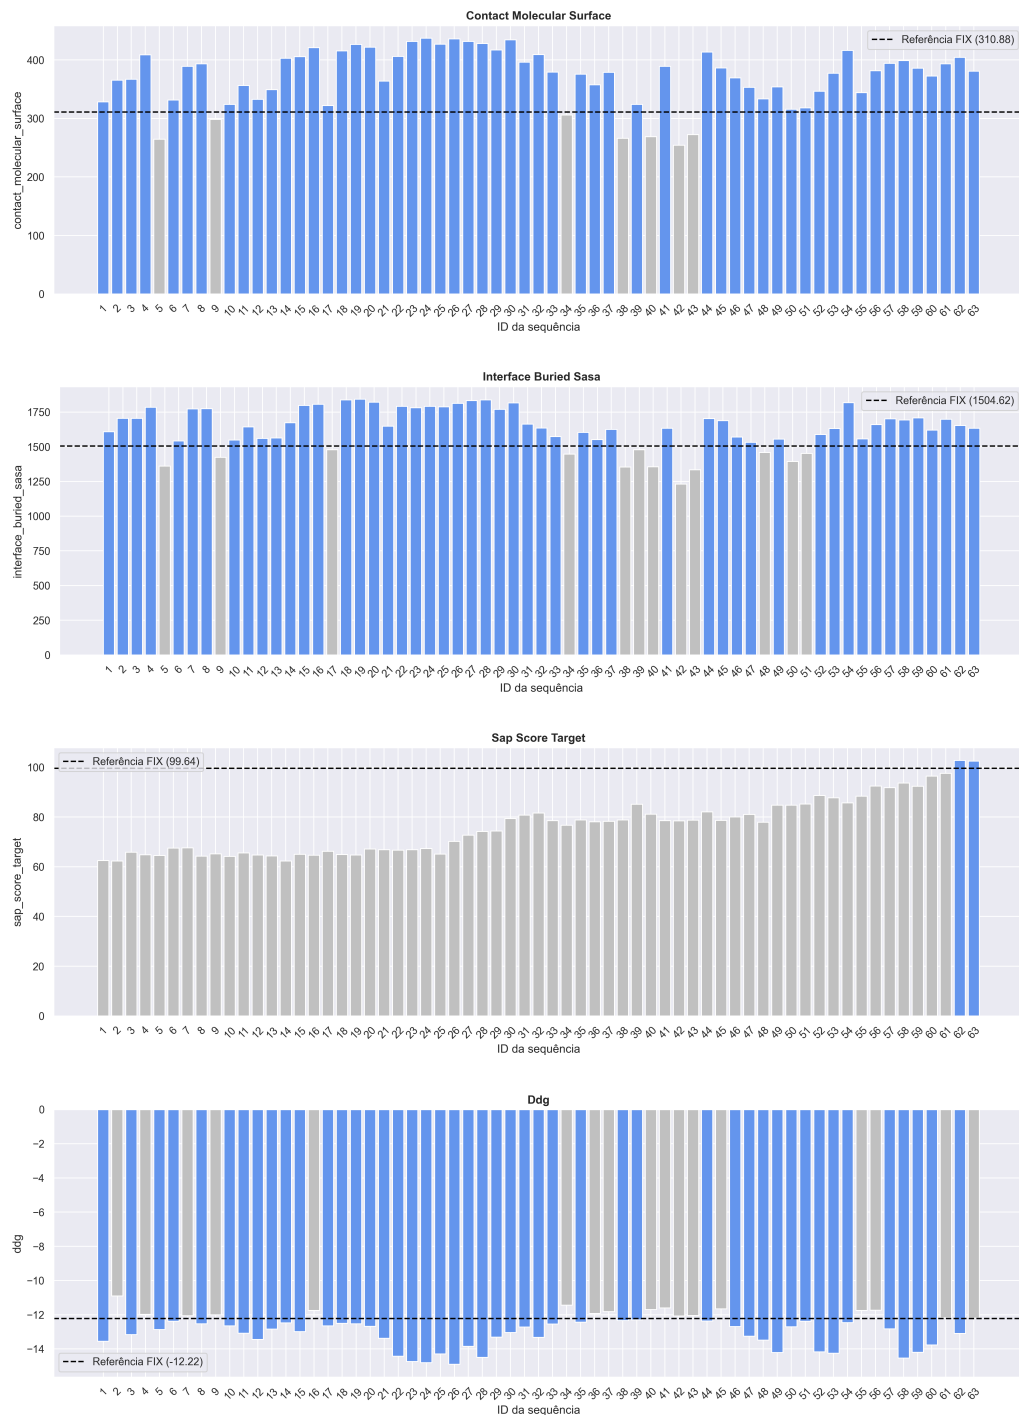 Contact Molecular Surface
Referência FIX (310.88)
contact_molecular_surface
400
300
200
100
0
1 2 3 4 5 6 7 8 9 10 11 12 13 14 15 16 17 18 19 20 21 22 23 24 25 26 27 28 29 30 31 32 33 34 35 36 37 38 39 40 41 42 43 44 45 46 47 48 49 50 51 52 53 54 55 56 57 58 59 60 61 62 63
ID da sequência
Interface Buried Sasa
Referência FIX (1504.62)
interface_buried_sasa
1750
1500
1250
1000
750
500
250
0
1 2 3 4 5 6 7 8 9 10 11 12 13 14 15 16 17 18 19 20 21 22 23 24 25 26 27 28 29 30 31 32 33 34 35 36 37 38 39 40 41 42 43 44 45 46 47 48 49 50 51 52 53 54 55 56 57 58 59 60 61 62 63
ID da sequência
Sap Score Target
Referência FIX (99.64)
sap_score_target
100
80
60
40
20
0
1 2 3 4 5 6 7 8 9 10 11 12 13 14 15 16 17 18 19 20 21 22 23 24 25 26 27 28 29 30 31 32 33 34 35 36 37 38 39 40 41 42 43 44 45 46 47 48 49 50 51 52 53 54 55 56 57 58 59 60 61 62 63
ID da sequência
Ddg
ddg
0
−2
−4
−6
−8
−10
−12
−14
Referência FIX (-12.22)
1 2 3 4 5 6 7 8 9 10 11 12 13 14 15 16 17 18 19 20 21 22 23 24 25 26 27 28 29 30 31 32 33 34 35 36 37 38 39 40 41 42 43 44 45 46 47 48 49 50 51 52 53 54 55 56 57 58 59 60 61 62 63
ID da sequência